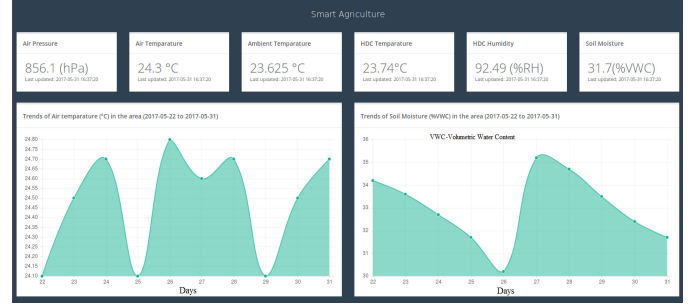 Smart Agriculture
Air Pressure
856.1 (hPa)
Last updated: 2017-05-31 16:37:20
Air Temparature
24.3 °C
Last updated: 2017-05-31 16:37:20
Ambient Temparature
23.625 °C
Last updated: 2017-05-31 16:37:20
HDC Temparature
23.74°C
Last updated: 2017-05-31 16:37:20
HDC Humidity
92.49 (%RH)
Last updated: 2017-05-31 16:37:20
Soil Moisture
31.7(%VWC)
Last updated: 2017-05-31 16:37:20
Trends of Air temparature (°C) in the area (2017-05-22 to 2017-05-31)
24.80
24.75
24.70
24.65
24.60
24.55
24.50
24.45
24.40
24.35
24.30
24.25
24.20
24.15
24.10
22 23 24 25 26 27 28 29 30 31
Days
Trends of Soil Moisture (%VWC) in the area (2017-05-22 to 2017-05-31)
VWC-Volumetric Water Content
36
35
34
33
32
31
30
22 23 24 25 26 27 28 29 30 31
Days